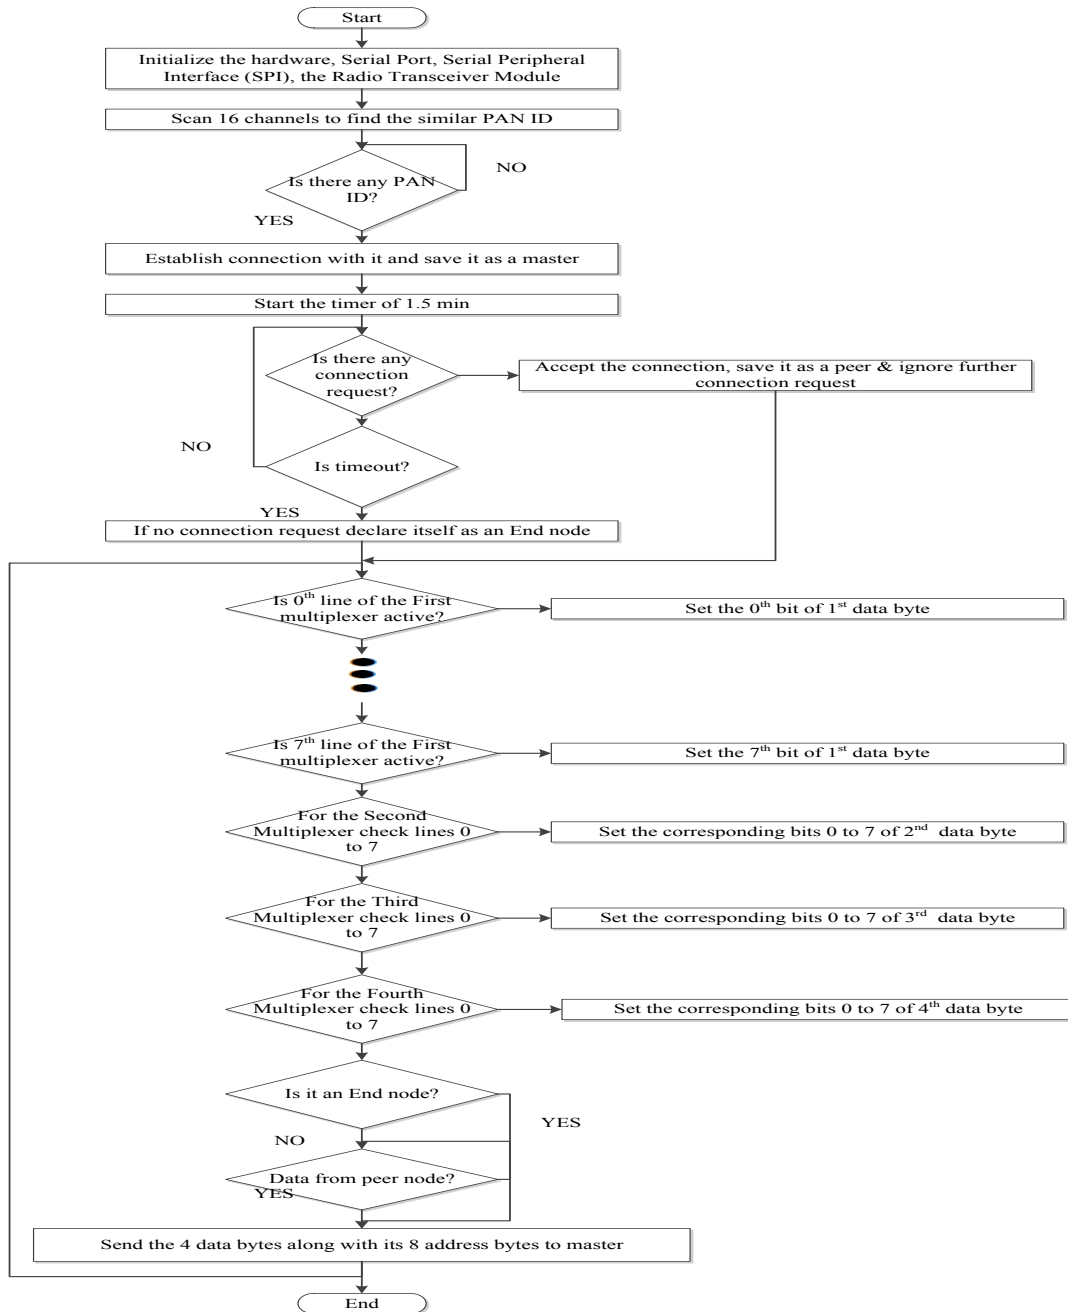 Start
Initialize the hardware, Serial Port, Serial Peripheral
Interface (SPI), the Radio Transceiver Module
Scan 16 channels to find the similar PAN ID
NO
Is there any PAN
ID?
YES
Establish connection with it and save it as a master
Start the timer of 1.5 min
Is there any
connection
request?
Accept the connection, save it as a peer & ignore further
connection request
NO
Is timeout?
YES
If no connection request declare itself as an End node
Is 0th line of the First
multiplexer active?
Set the 0th bit of 1st data byte
Is 7th line of the First
multiplexer active?
Set the 7th bit of 1st data byte
For the Second
Multiplexer check lines 0
to 7
Set the corresponding bits 0 to 7 of 2nd data byte
For the Third
Multiplexer check lines 0
to 7
Set the corresponding bits 0 to 7 of 3rd data byte
For the Fourth
Multiplexer check lines 0
to 7
Set the corresponding bits 0 to 7 of 4th data byte
Is it an End node?
YES
NO
Data from peer node?
YES
Send the 4 data bytes along with its 8 address bytes to master
End